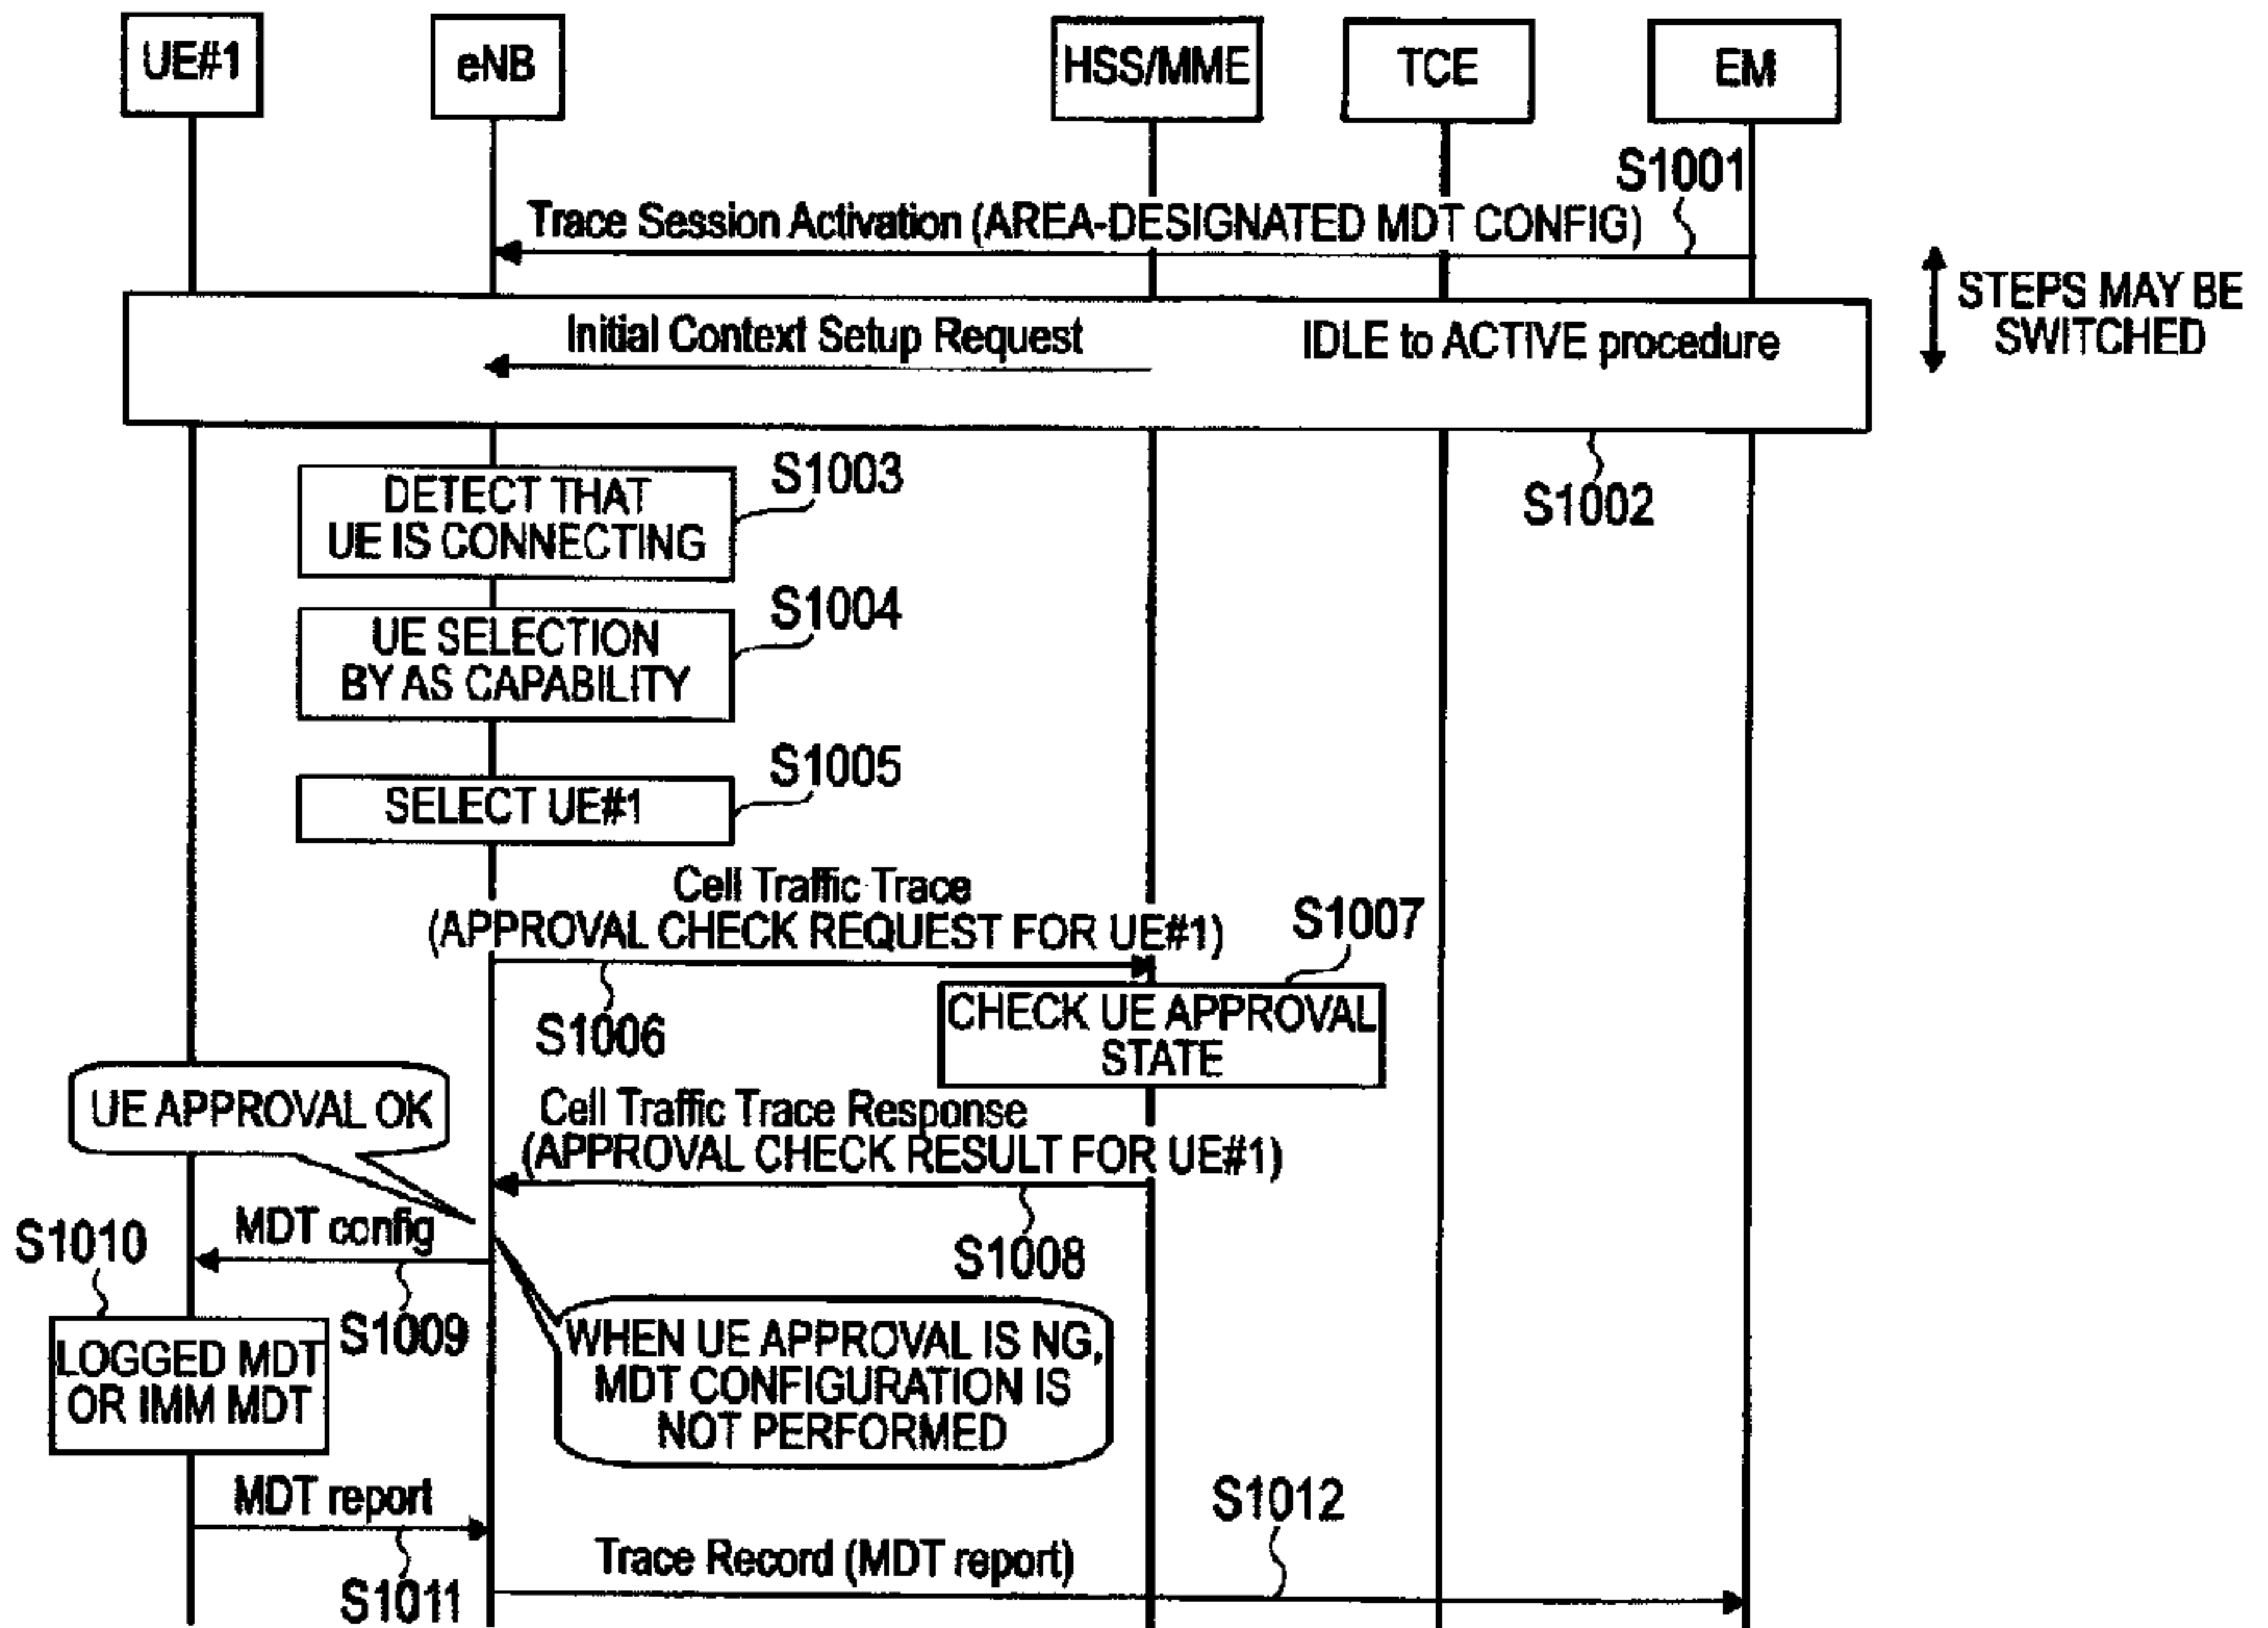 UE#1
eNB
HSS/MME
TCE
EM
S1001
Trace Session Activation (AREA-DESIGNATED MDT CONFIG)
STEPS MAY BE
SWITCHED
Initial Context Setup Request
IDLE to ACTIVE procedure
S1002
DETECT THAT
UE IS CONNECTING
S1003
UE SELECTION
BY AS CAPABILITY
S1004
SELECT UE#1
S1005
Cell Traffic Trace
(APPROVAL CHECK REQUEST FOR UE#1)
S1006
S1007
CHECK UE APPROVAL
STATE
UE APPROVAL OK
Cell Traffic Trace Response
(APPROVAL CHECK RESULT FOR UE#1)
S1008
MDT config
S1009
S1010
LOGGED MDT
OR IMM MDT
WHEN UE APPROVAL IS NG,
MDT CONFIGURATION IS
NOT PERFORMED
MDT report
S1011
Trace Record (MDT report)
S1012